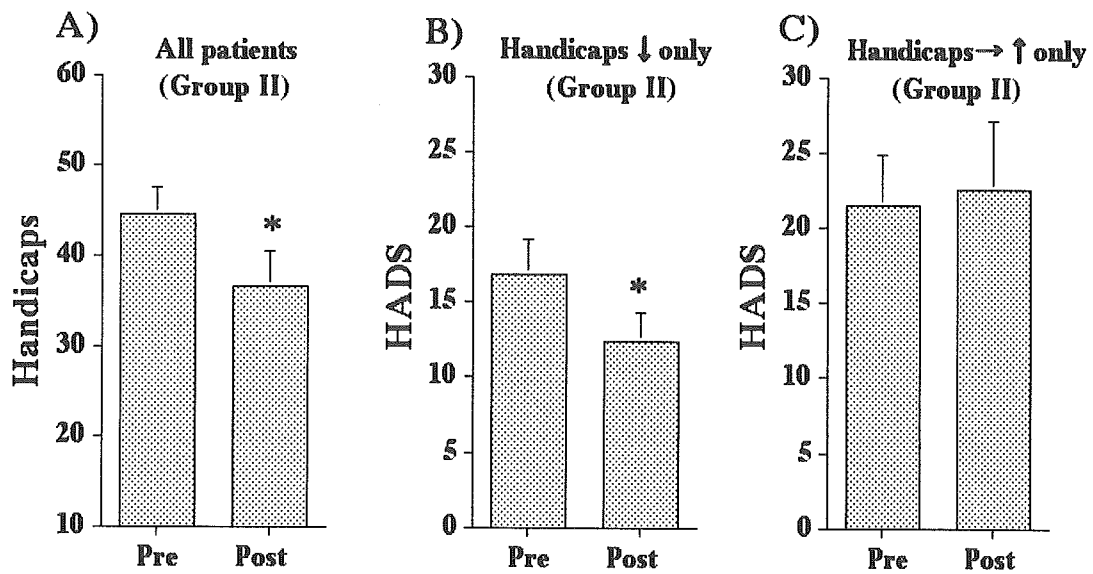 A)
All patients
(Group II)
60
50
40
30
20
10
Handicaps
*
Pre Post
B)
Handicaps ↓ only
(Group II)
30
25
20
15
10
5
0
HADS
*
Pre Post
C)
Handicaps→ ↑ only
(Group II)
30
25
20
15
10
5
0
HADS
Pre Post